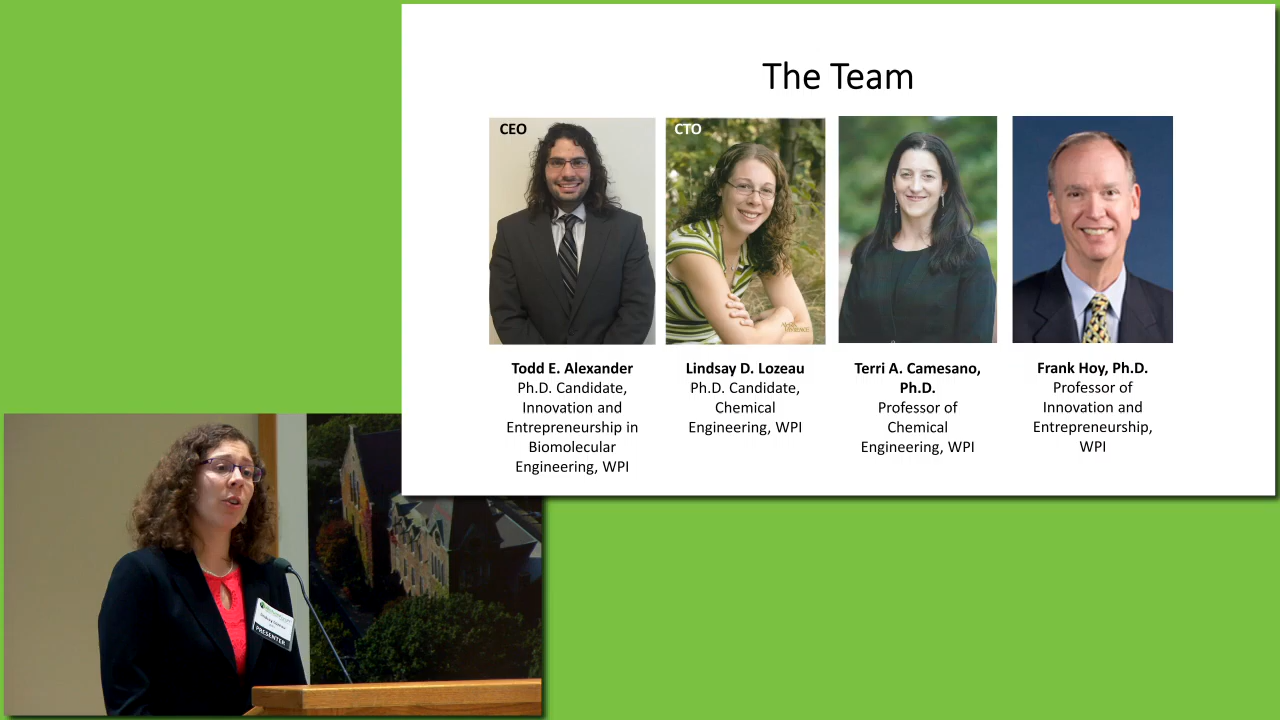 The Team
CEO
CTO
Todd E. Alexander
Ph.D. Candidate,
Innovation and
Entrepreneurship in
Biomolecular
Engineering, WPI
Lindsay D. Lozeau
Ph.D. Candidate,
Chemical
Engineering, WPI
Terri A. Camesano,
Ph.D.
Professor of
Chemical
Engineering, WPI
Frank Hoy, Ph.D.
Professor of
Innovation and
Entrepreneurship,
WPI
PRESENTER